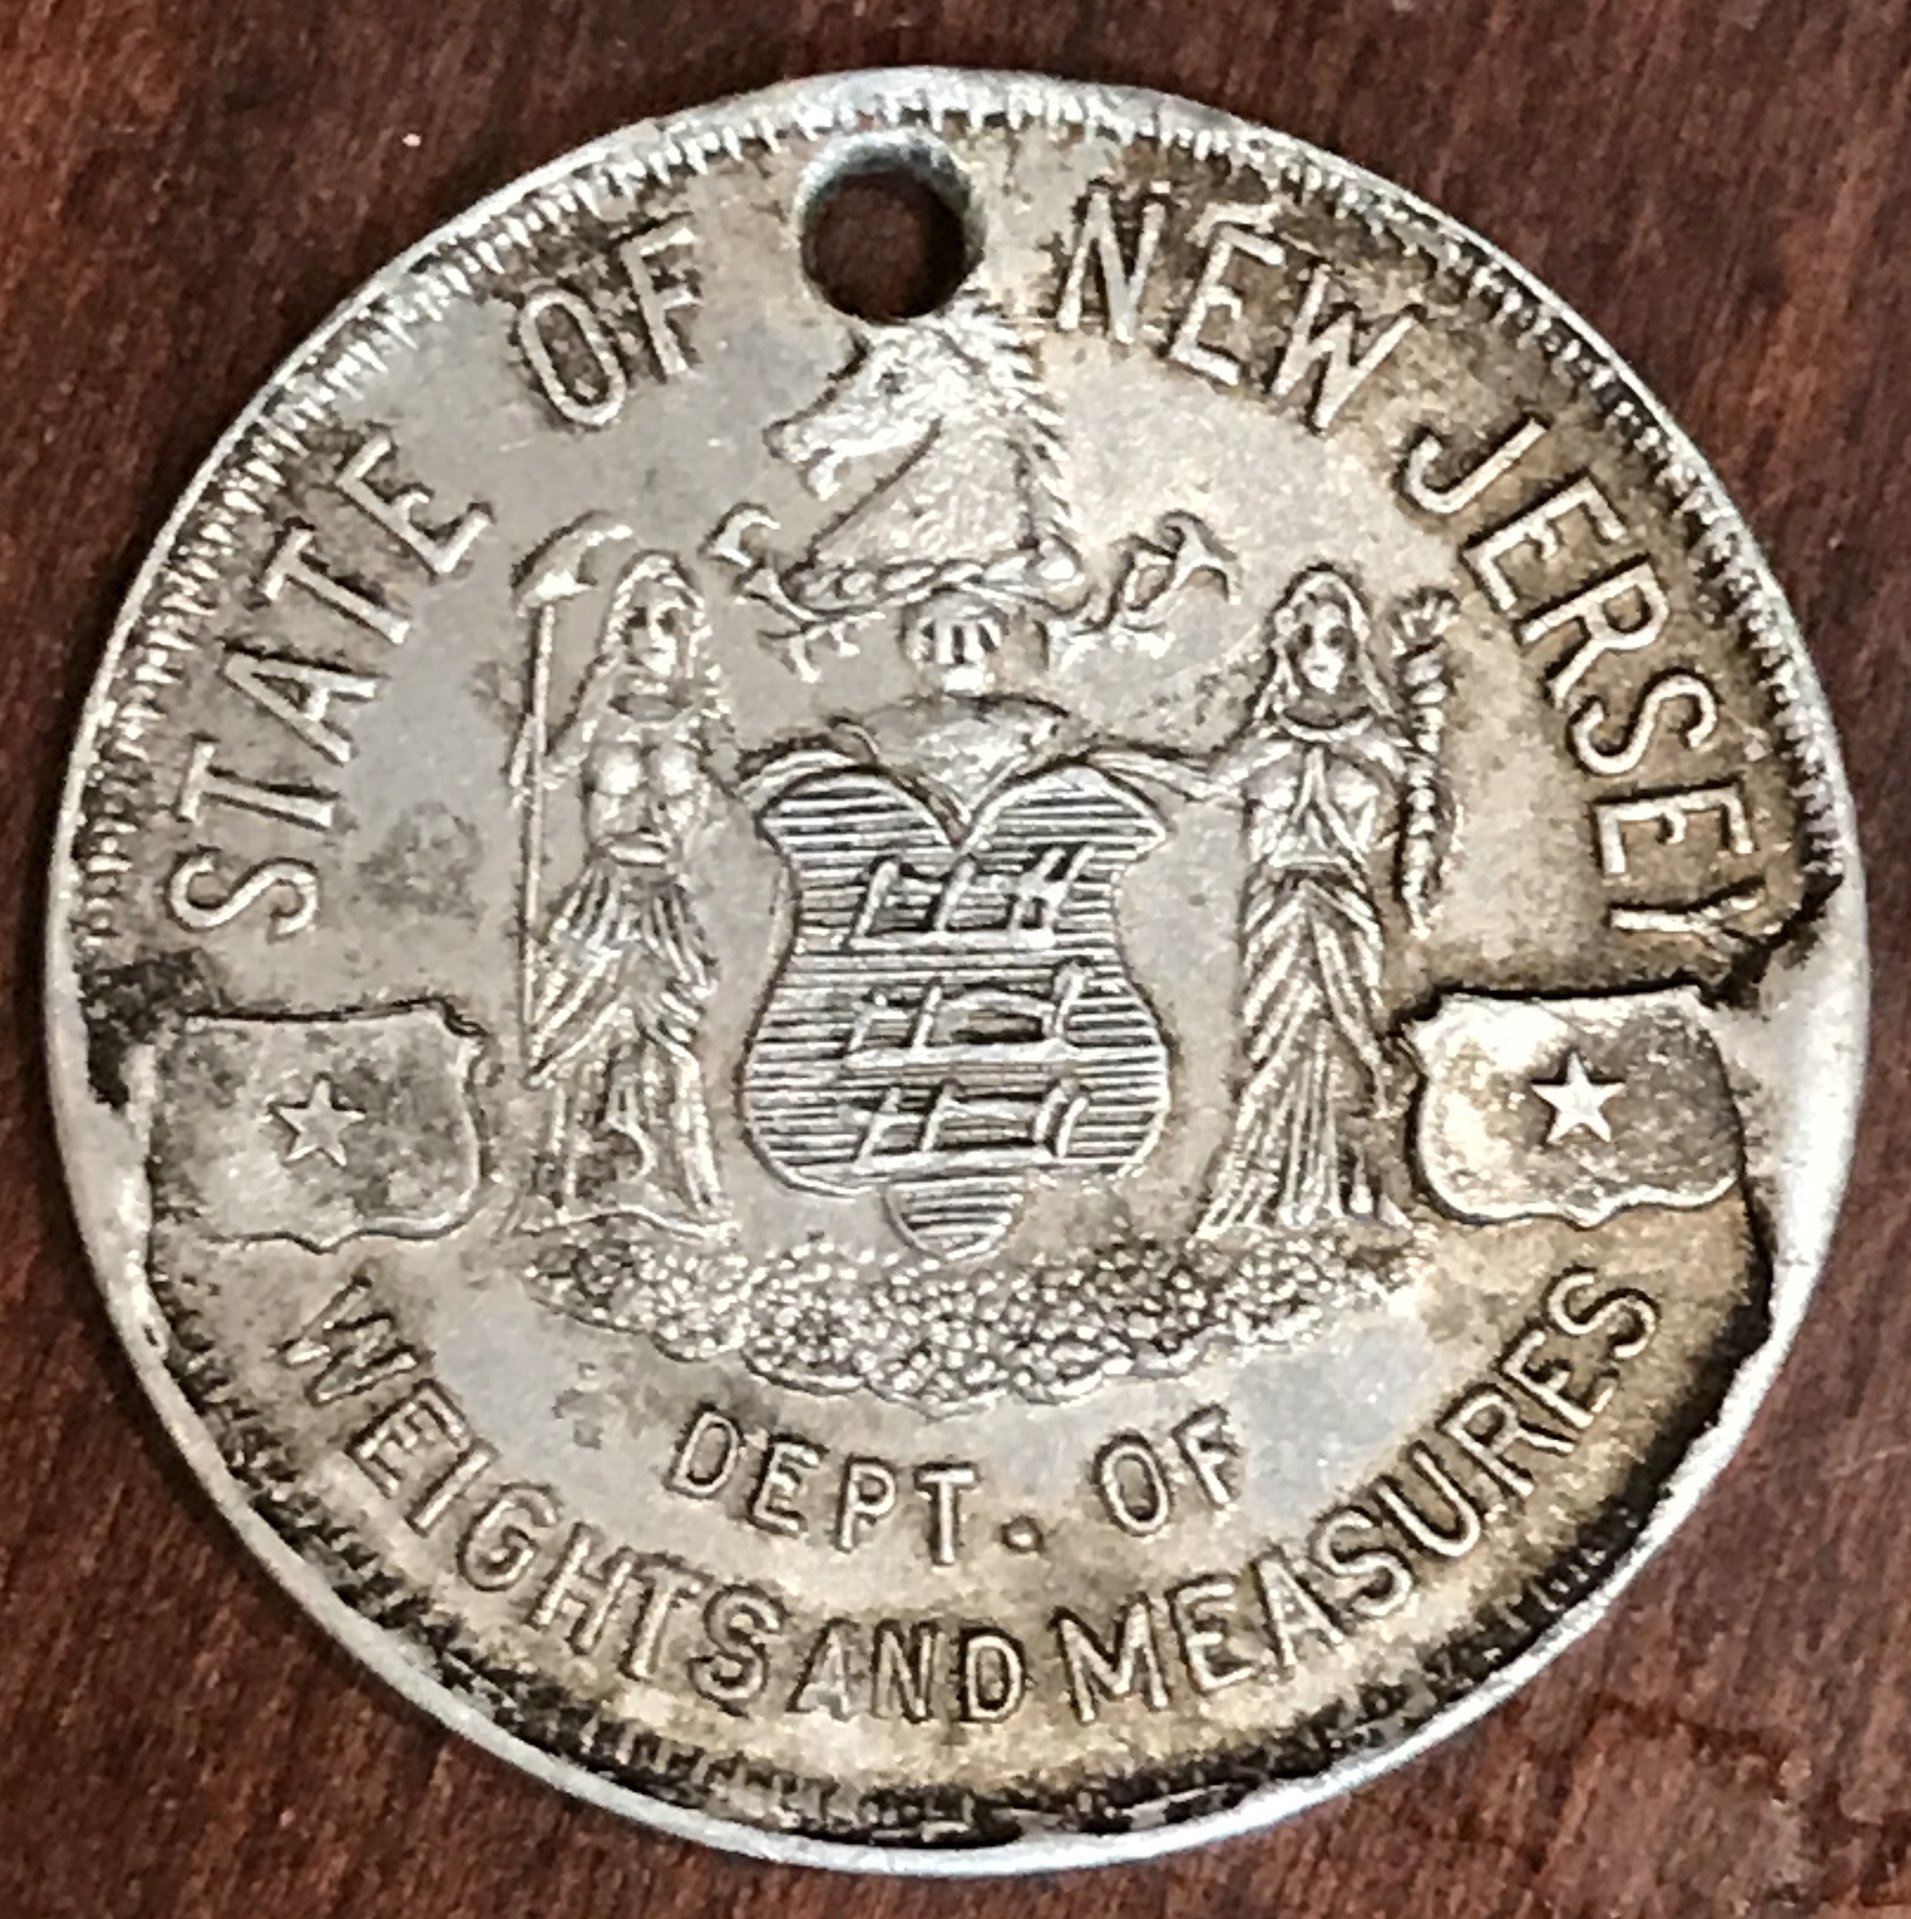 STATE OF NEW JERSEY
DEPT. OF
WEIGHTS AND MEASURES